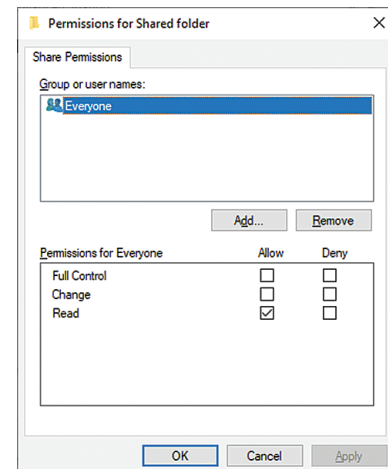 Permissions for Shared folder
Share Permissions
Group or user names:
Everyone
Add... Remove
Permissions for Everyone Allow Deny
Full Control
Change
Read
OK Cancel Apply